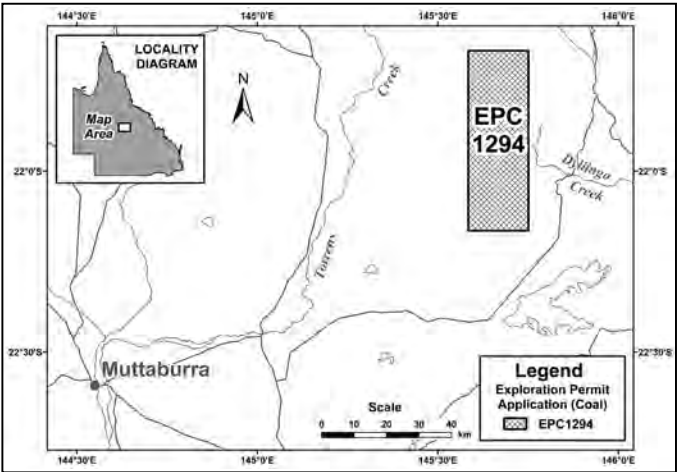 144°30'E
145°0'E
145°30'E
146°0'E
LOCALITY
DIAGRAM
Map
Area
N
Creek
EPC
1294
22°0'S
22°0'S
Dyllingo
Creek
Torrens
22°30'S
22°30'S
Muttaburra
Legend
Exploration Permit
Application (Coal)
EPC1294
Scale
0 10 20 30 40
km
144°30'E
145°0'E
145°30'E
146°0'E